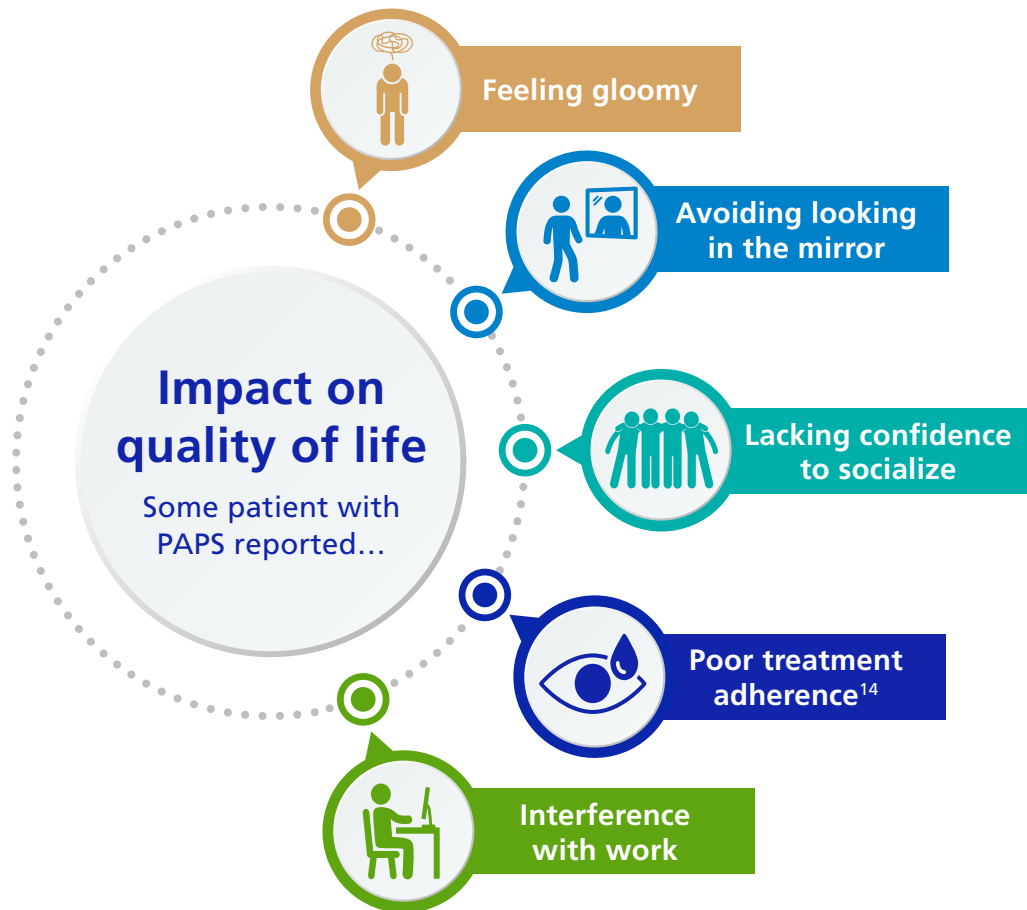 Feeling gloomy
Avoiding looking
in the mirror
Impact on
quality of life
Some patient with
PAPS reported...
Lacking confidence
to socialize
Poor treatment
adherence¹⁴
Interference
with work